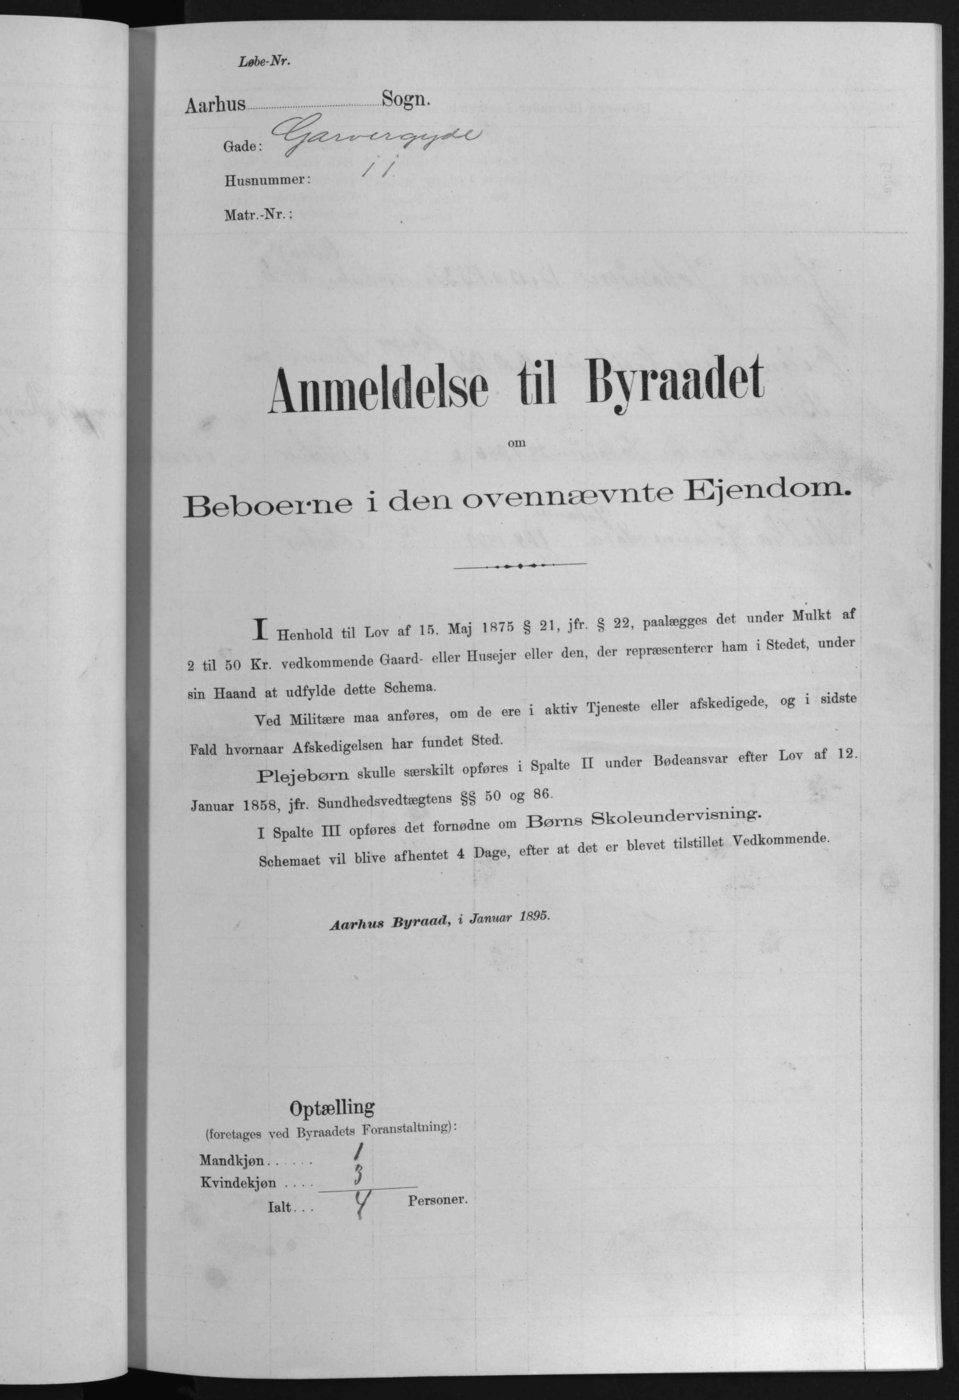 Løbe-Nr.
Aarhus Sogn.
Gade: Garvergyde
Husnummer: 11.
Matr.-Nr.:
Anmeldelse til Byraadet
om
Beboerne i den ovennævnte Ejendom.
I Henhold til Lov af 15. Maj 1875 § 21, jfr. § 22, paalægges det under Mulkt af
2 til 50 Kr. vedkommende Gaard- eller Husejer eller den, der repræsenterer ham i Stedet, under
sin Haand at udfylde dette Schema.
Ved Militære maa anføres, om de ere i aktiv Tjeneste eller afskedigede, og i sidste
Fald hvornaar Afskedigelsen har fundet Sted.
Plejebørn skulle særskilt opføres i Spalte II under Bødeansvar efter Lov af 12.
Januar 1858, jfr. Sundhedsvedtægtens §§ 50 og 86.
I Spalte III opføres det fornødne om Børns Skoleundervisning.
Schemaet vil blive afhentet 4 Dage, efter at det er blevet tilstillet Vedkommende.
Aarhus Byraad, i Januar 1895.
Optælling
(foretages ved Byraadets Foranstaltning):
Mandkjøn...... 1
Kvindekjøn .... 3
Ialt... 4 Personer.